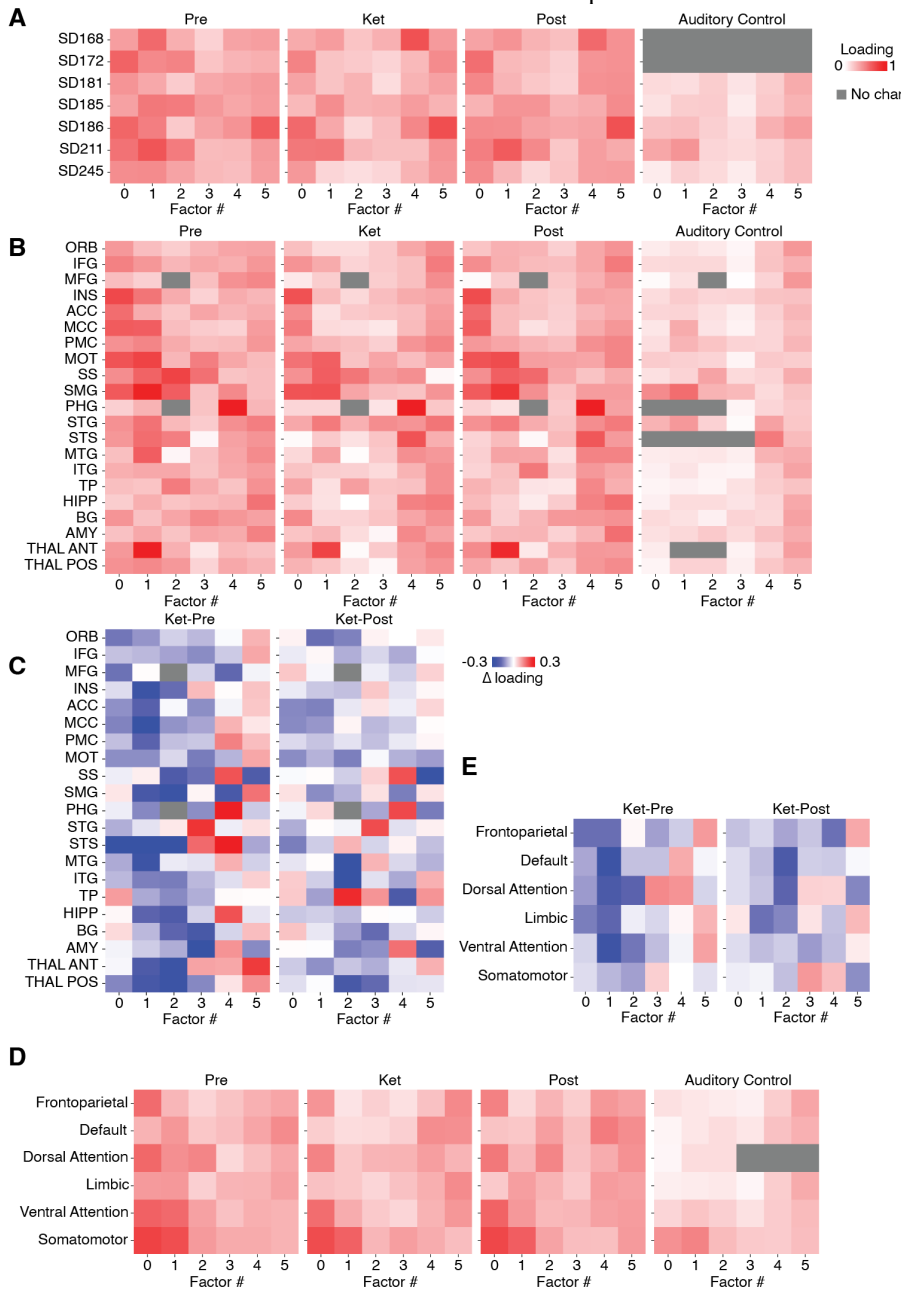 A
Pre Ket Post Auditory Control
SD168
SD172
SD181
SD185
SD186
SD211
SD245
Loading
0 1
No char
0 1 2 3 4 5 0 1 2 3 4 5 0 1 2 3 4 5 0 1 2 3 4 5
Factor # Factor # Factor # Factor #
B
Pre Ket Post Auditory Control
ORB
IFG
MFG
INS
ACC
MCC
PMC
MOT
SS
SMG
PHG
STG
STS
MTG
ITG
TP
HIPP
BG
AMY
THAL ANT
THAL POS
0 1 2 3 4 5 0 1 2 3 4 5 0 1 2 3 4 5 0 1 2 3 4 5
Factor # Factor # Factor # Factor #
C
Ket-Pre Ket-Post
ORB
IFG
MFG
INS
ACC
MCC
PMC
MOT
SS
SMG
PHG
STG
STS
MTG
ITG
TP
HIPP
BG
AMY
THAL ANT
THAL POS
0 1 2 3 4 5 0 1 2 3 4 5
Factor # Factor #
-0.3 0.3
Δ loading
E
Ket-Pre Ket-Post
Frontoparietal
Default
Dorsal Attention
Limbic
Ventral Attention
Somatomotor
0 1 2 3 4 5 0 1 2 3 4 5
Factor # Factor #
D
Pre Ket Post Auditory Control
Frontoparietal
Default
Dorsal Attention
Limbic
Ventral Attention
Somatomotor
0 1 2 3 4 5 0 1 2 3 4 5 0 1 2 3 4 5 0 1 2 3 4 5
Factor # Factor # Factor # Factor #